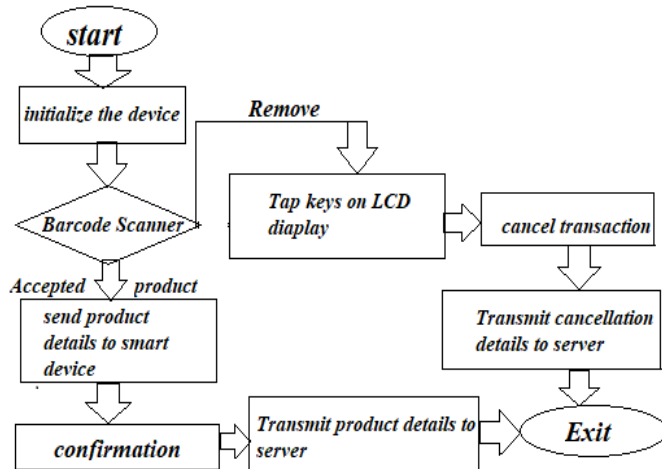 start
initialize the device
Remove
Barcode Scanner
Tap keys on LCD
diaplay
cancel transaction
Accepted product
send product
details to smart
device
Transmit cancellation
details to server
confirmation
Transmit product details to
server
Exit